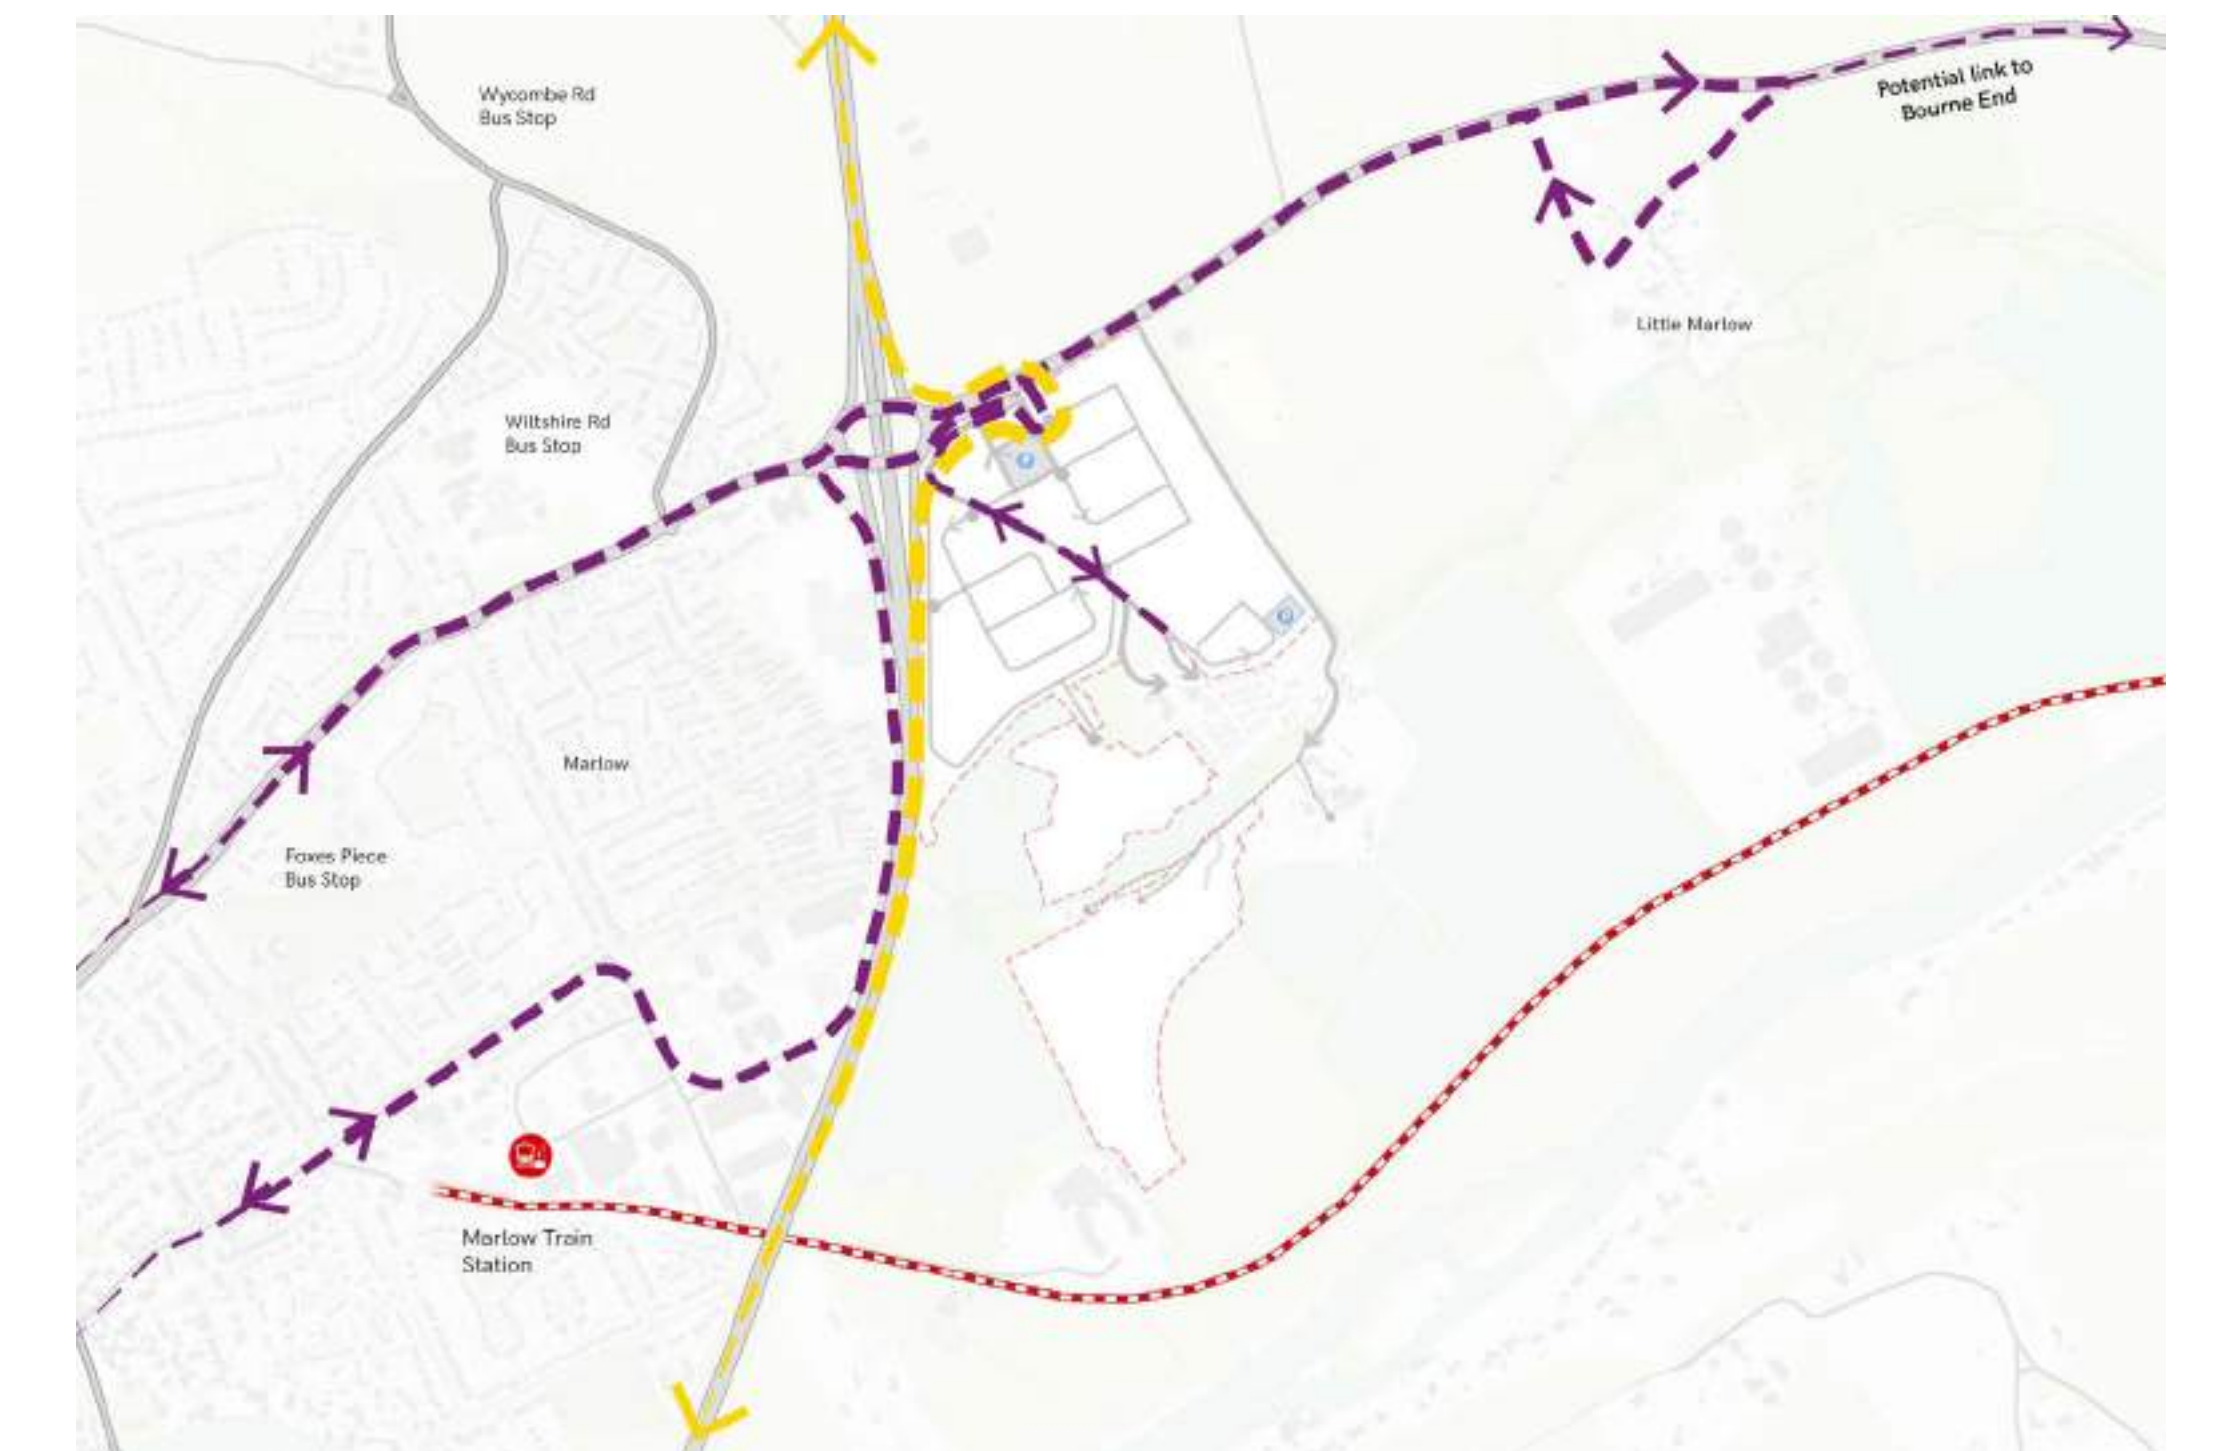 Wycombe Rd
Bus Stop
Potential link to
Bourne End
Little Marlow
Wiltshire Rd
Bus Stop
Marlow
Foxes Piece
Bus Stop
Marlow Train
Station